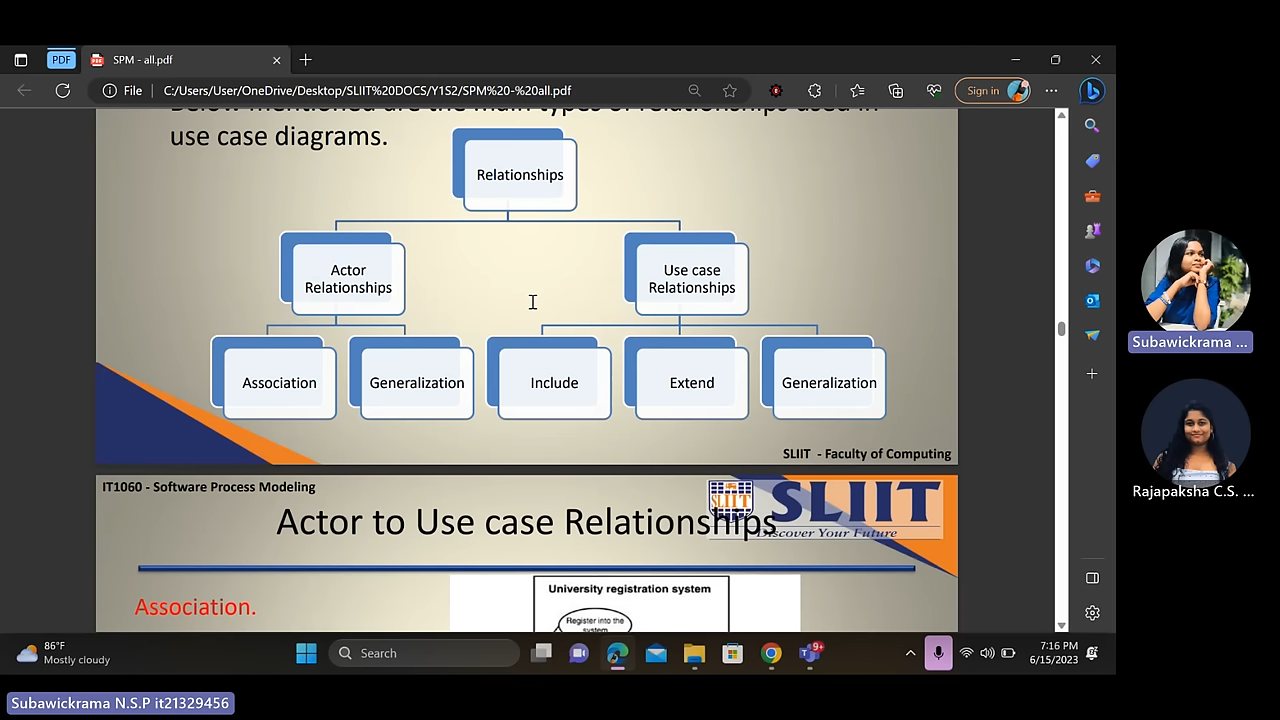 PDF
SPM - all.pdf
File
C:/Users/User/OneDrive/Desktop/SLIIT%20DOCS/Y1S2/SPM%20-%20all.pdf
Sign in
Below mentioned are the main types of relationships used in
use case diagrams.
Relationships
Actor
Relationships
Use case
Relationships
Association
Generalization
Include
Extend
Generalization
SLIIT - Faculty of Computing
IT1060 - Software Process Modeling
SLIIT
SLIIT
Discover Your Future
Actor to Use case Relationships
Association.
University registration system
Register into the
system
Subawickrama ...
Rajapaksha C.S. ...
86°F
Mostly cloudy
Search
9+
7:16 PM
6/15/2023
Subawickrama N.S.P it21329456